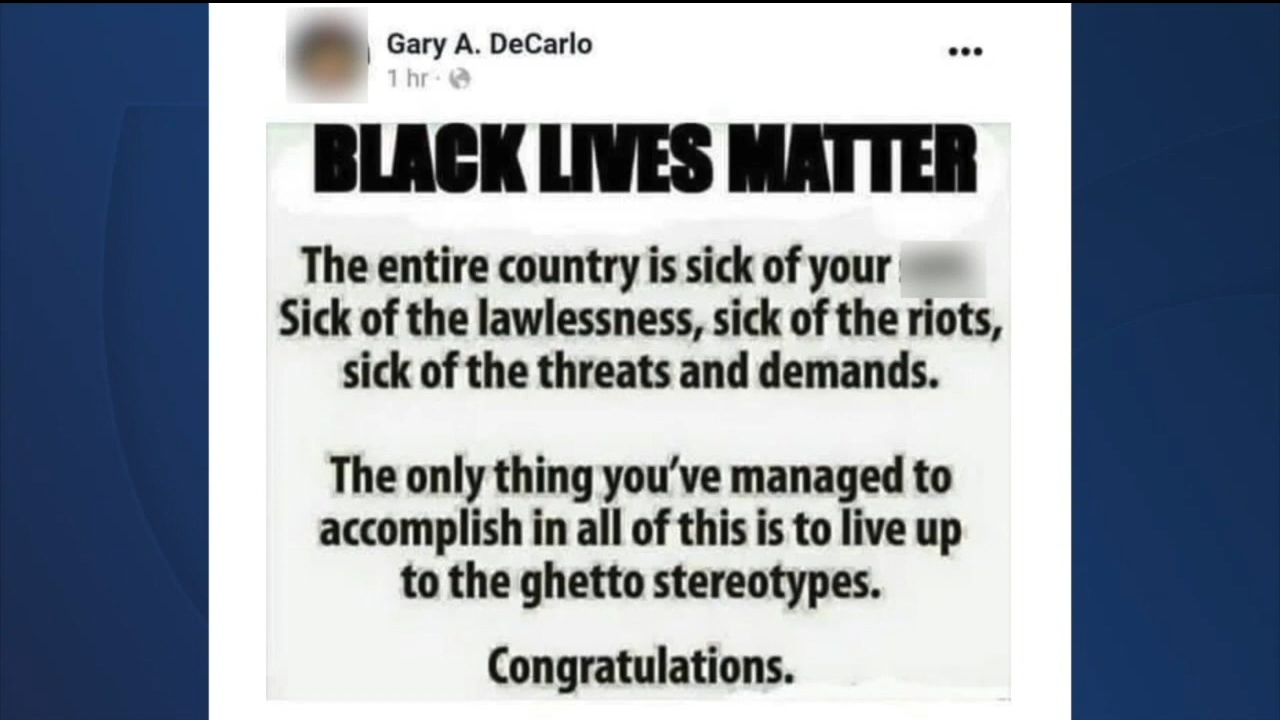 Gary A. DeCarlo
1 hr ·
BLACK LIVES MATTER
The entire country is sick of your
Sick of the lawlessness, sick of the riots,
sick of the threats and demands.
The only thing you've managed to
accomplish in all of this is to live up
to the ghetto stereotypes.
Congratulations.